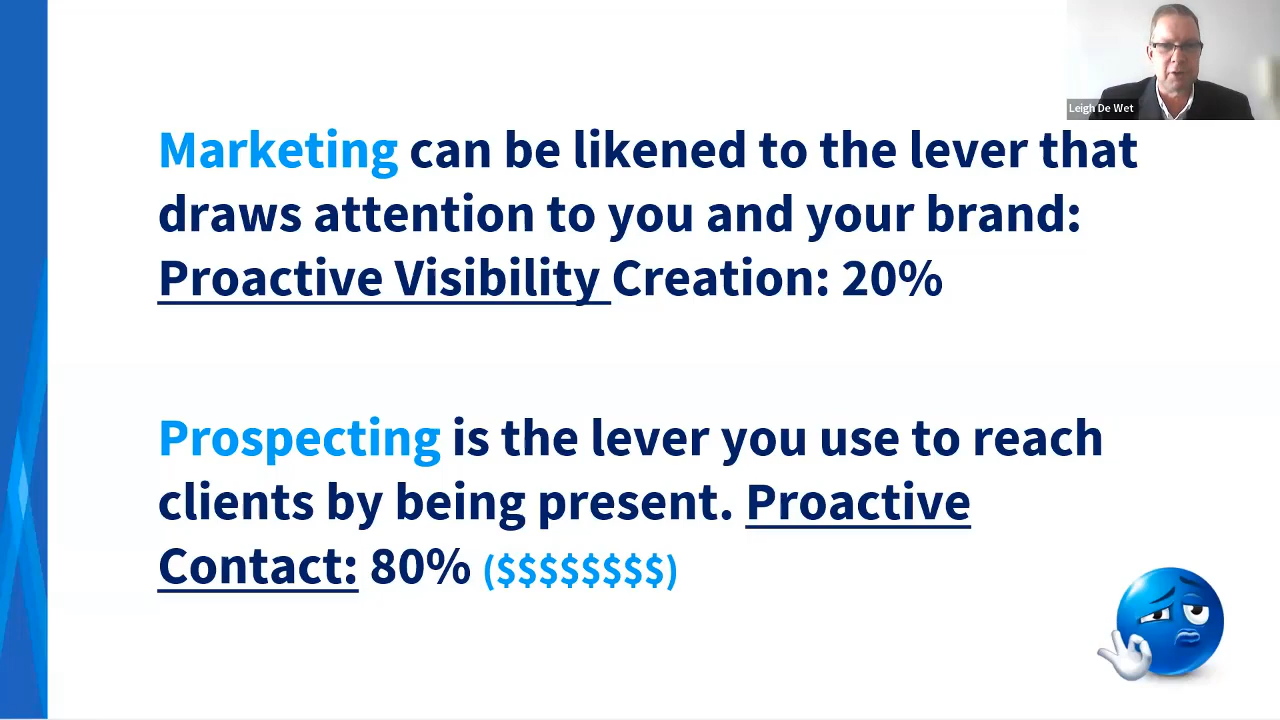 Leigh De Wet
Marketing can be likened to the lever that
draws attention to you and your brand:
Proactive Visibility Creation: 20%
Prospecting is the lever you use to reach
clients by being present. Proactive
Contact: 80% ($$$$$$$$)